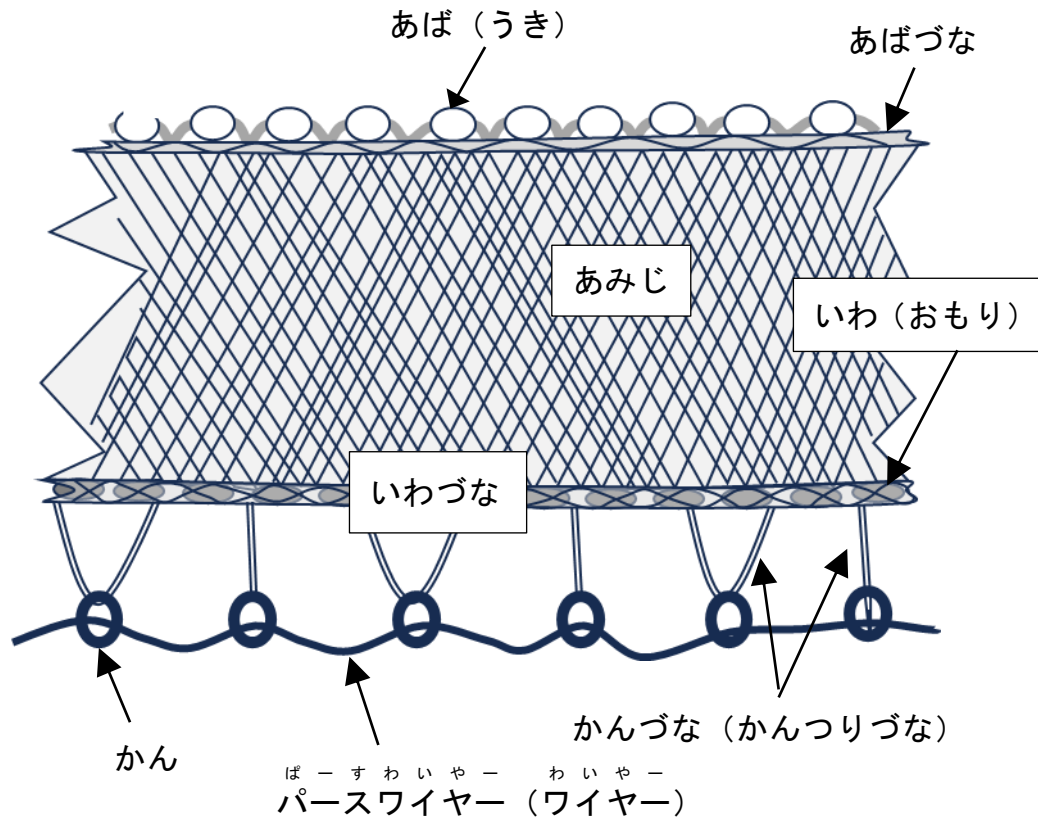 あば（うき）
あばづな
あみじ
いわ（おもり）
いわづな
かんづな（かんつりづな）
かん
ぱーすわいやー わいやー
パースワイヤー（ワイヤー）